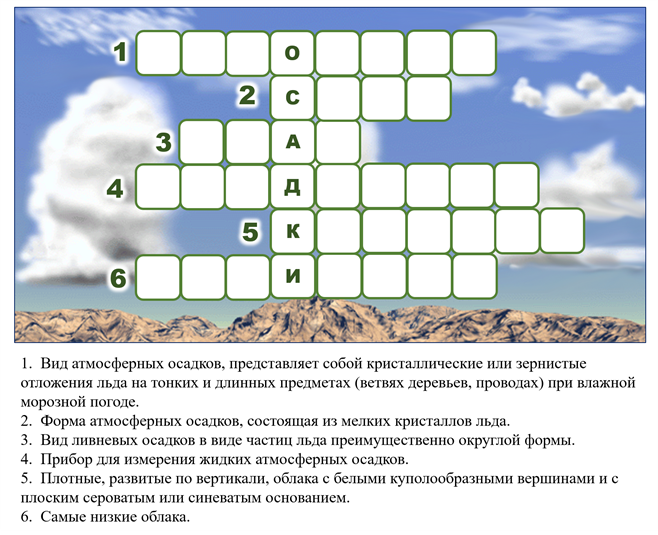 1 О
2 С
3 А
4 Д
5 К
6 И
1. Вид атмосферных осадков, представляет собой кристаллические или зернистые
отложения льда на тонких и длинных предметах (ветвях деревьев, проводах) при влажной
морозной погоде.
2. Форма атмосферных осадков, состоящая из мелких кристаллов льда.
3. Вид ливневых осадков в виде частиц льда преимущественно округлой формы.
4. Прибор для измерения жидких атмосферных осадков.
5. Плотные, развитые по вертикали, облака с белыми куполообразными вершинами и с
плоским сероватым или синеватым основанием.
6. Самые низкие облака.